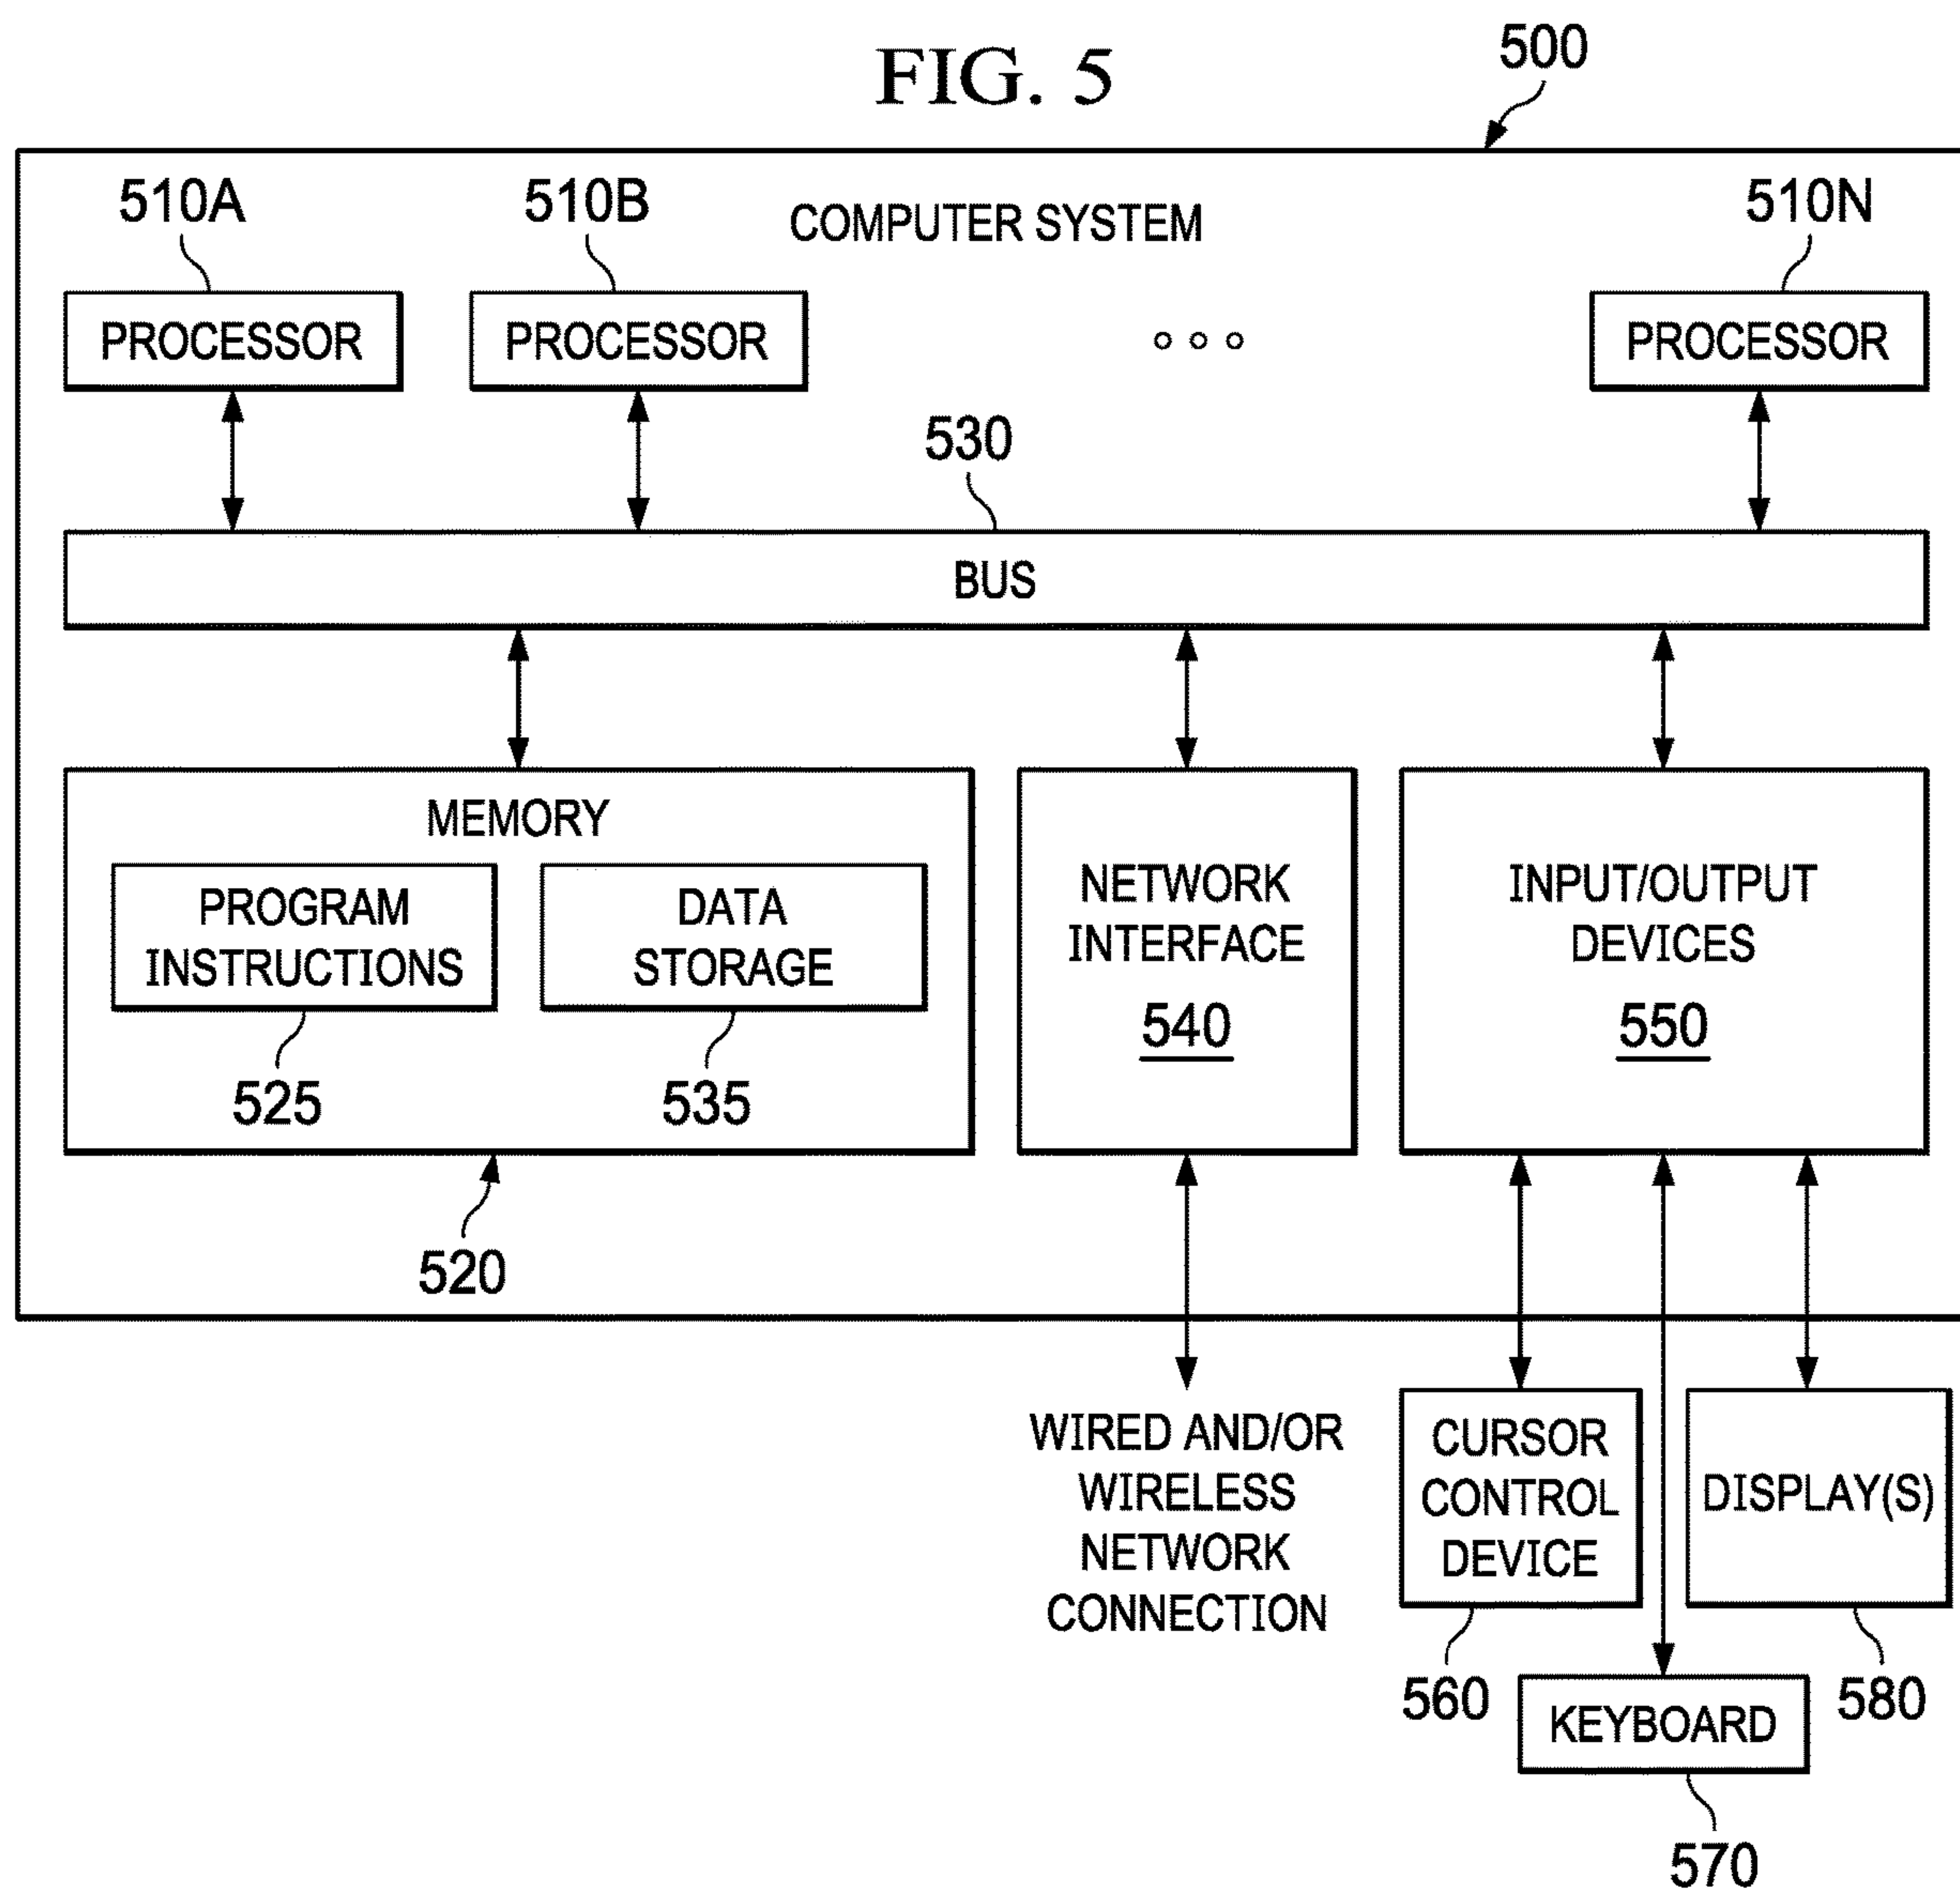 FIG. 5
500
510A
510B
COMPUTER SYSTEM
510N
PROCESSOR
PROCESSOR
PROCESSOR
530
BUS
MEMORY
PROGRAM
INSTRUCTIONS
DATA
STORAGE
525
535
520
NETWORK
INTERFACE
540
INPUT/OUTPUT
DEVICES
550
WIRED AND/OR
WIRELESS
NETWORK
CONNECTION
CURSOR
CONTROL
DEVICE
560
DISPLAY(S)
580
KEYBOARD
570